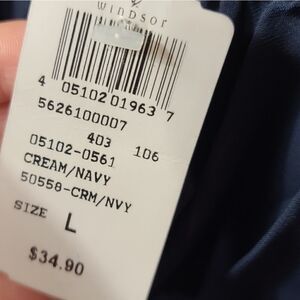 WINDSOR
4 05102 01963 7
5626100007
403 106
05102-0561
CREAM/NAVY
50558-CRM/NVY
SIZE L
$34.90